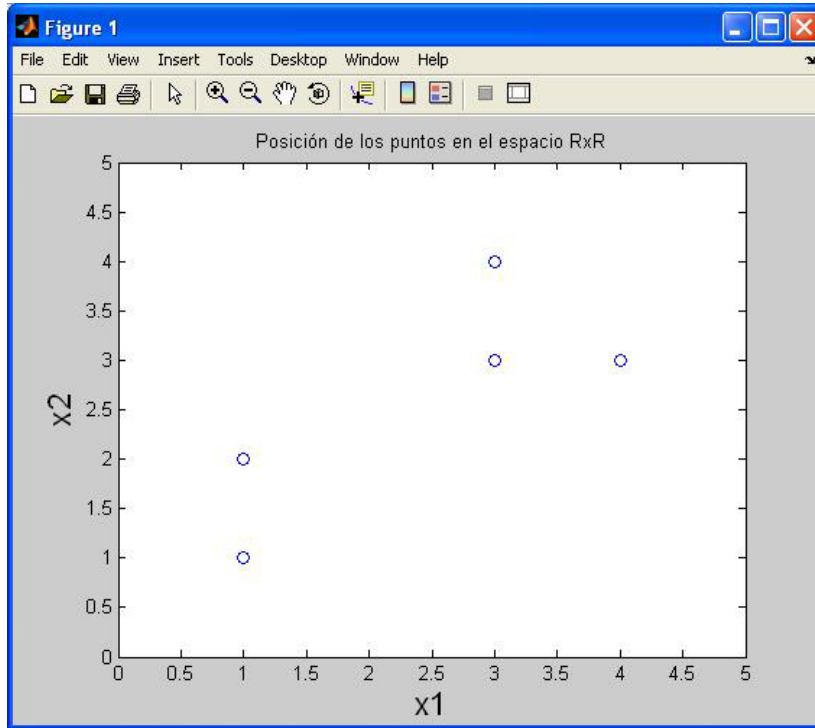 Figure 1
File Edit View Insert Tools Desktop Window Help
Posición de los puntos en el espacio RxR
5
4.5
4
3.5
3
2.5
2
1.5
1
0.5
0
x2
0 0.5 1 1.5 2 2.5 3 3.5 4 4.5 5
x1